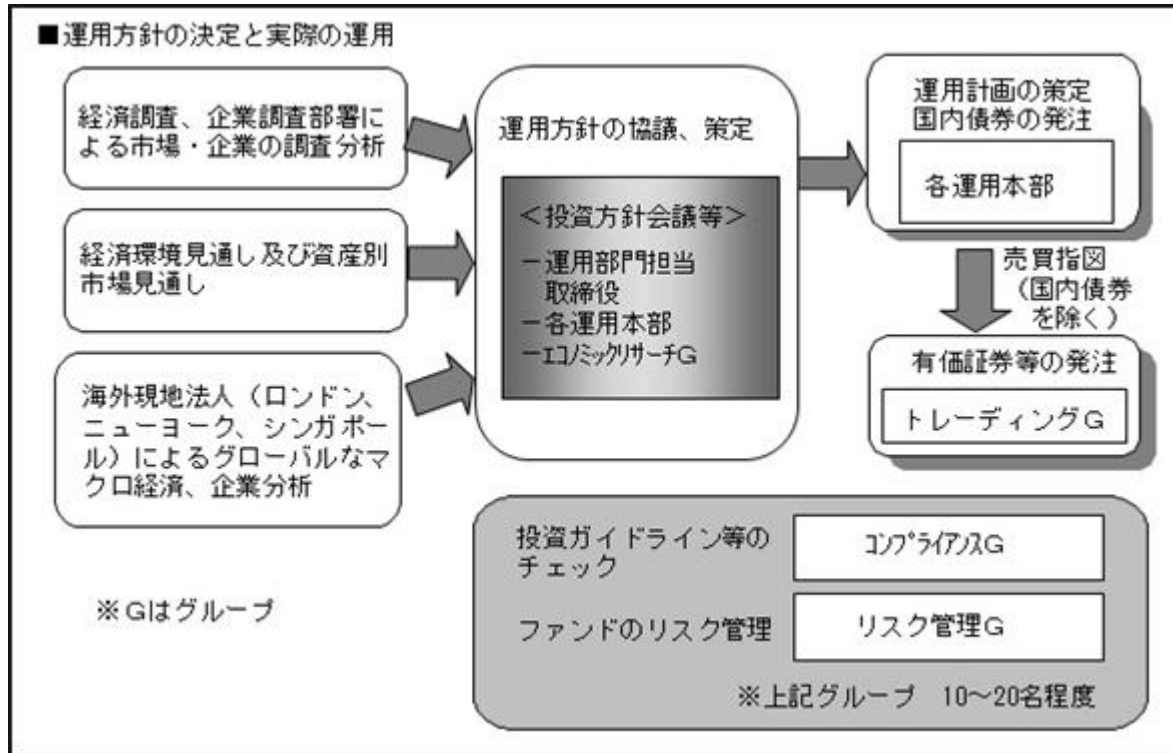 ■運用方針の決定と実際の運用
経済調査、企業調査部署に
よる市場・企業の調査分析
経済環境見通し及び資産別
市場見通し
海外現地法人（ロンドン、
ニューヨーク、シンガポー
ル）によるグローバルなマ
クロ経済、企業分析
※Gはグループ
運用方針の協議、策定
＜投資方針会議等＞
－運用部門担当
取締役
－各運用本部
－ｴｺﾉﾐｯｸﾘｻｰﾁG
運用計画の策定
国内債券の発注
各運用本部
売買指図
（国内債券
を除く）
有価証券等の発注
トレーディングG
投資ガイドライン等の
チェック
ｺﾝﾌﾟﾗｲｱﾝｽG
ファンドのリスク管理
リスク管理G
※上記グループ　10～20名程度